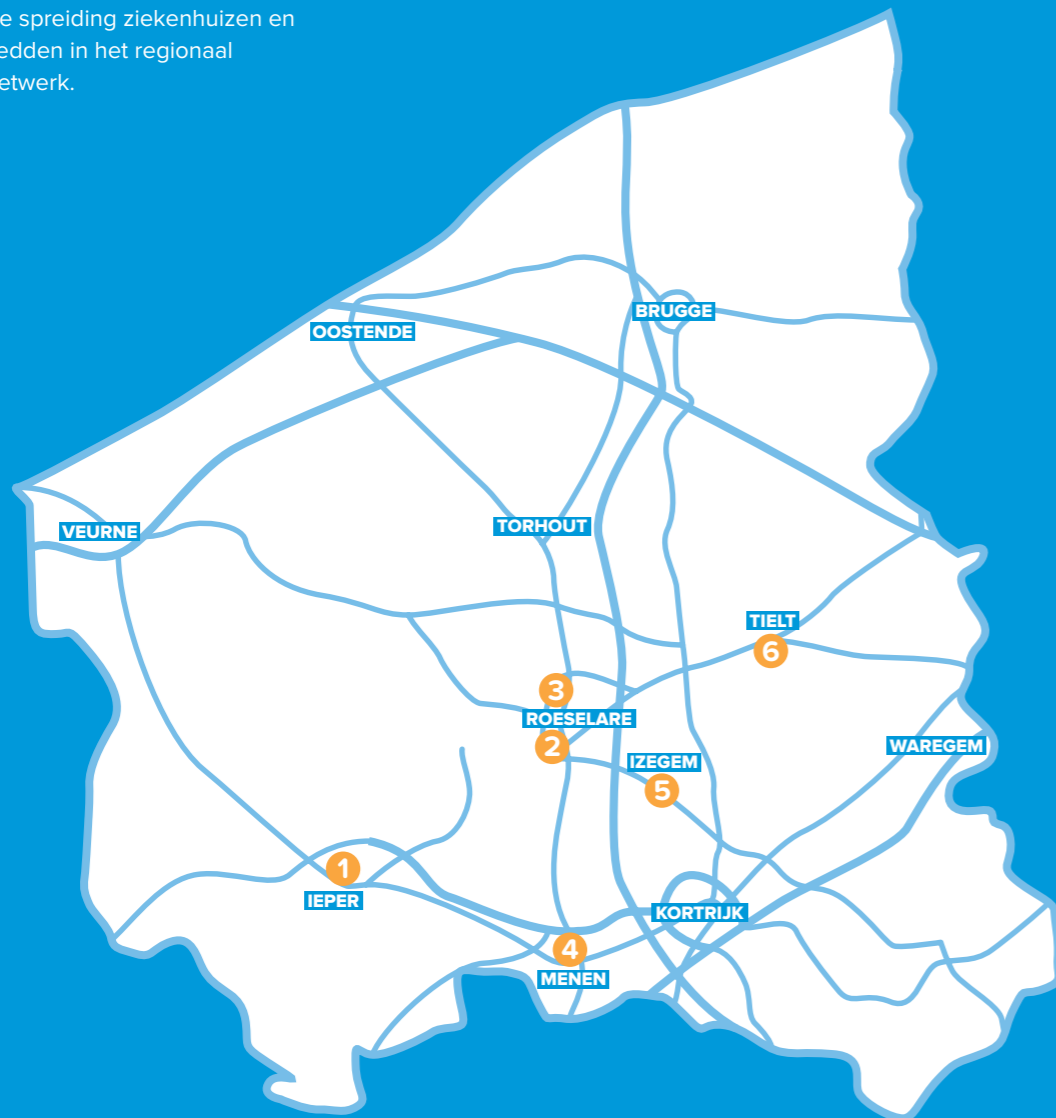 e spreiding ziekenhuizen en
edden in het regionaal
etwerk.
BRUGGE
OOSTENDE
TORHOUT
VEURNE
TIELT
6
3
ROESELARE
2
WAREGEM
IZEGEM
5
1
IEPER
KORTRIJK
4
MENEN